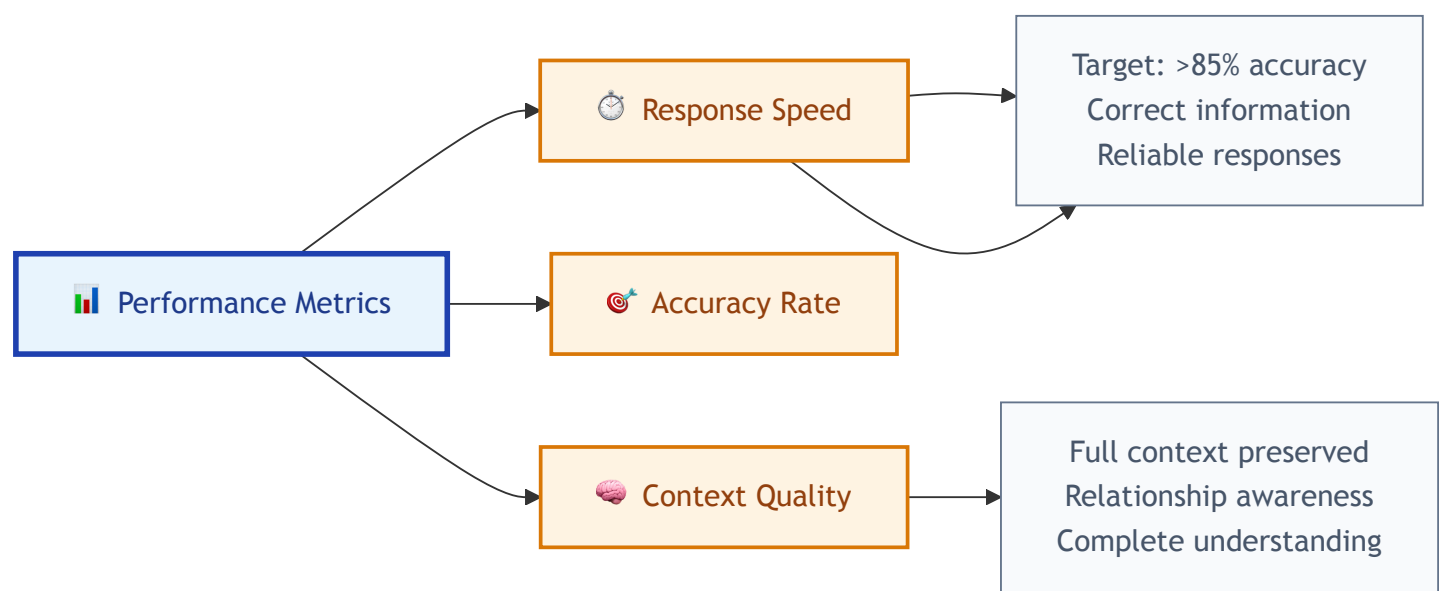 Performance Metrics
Response Speed
Target: >85% accuracy
Correct information
Reliable responses
Accuracy Rate
Context Quality
Full context preserved
Relationship awareness
Complete understanding